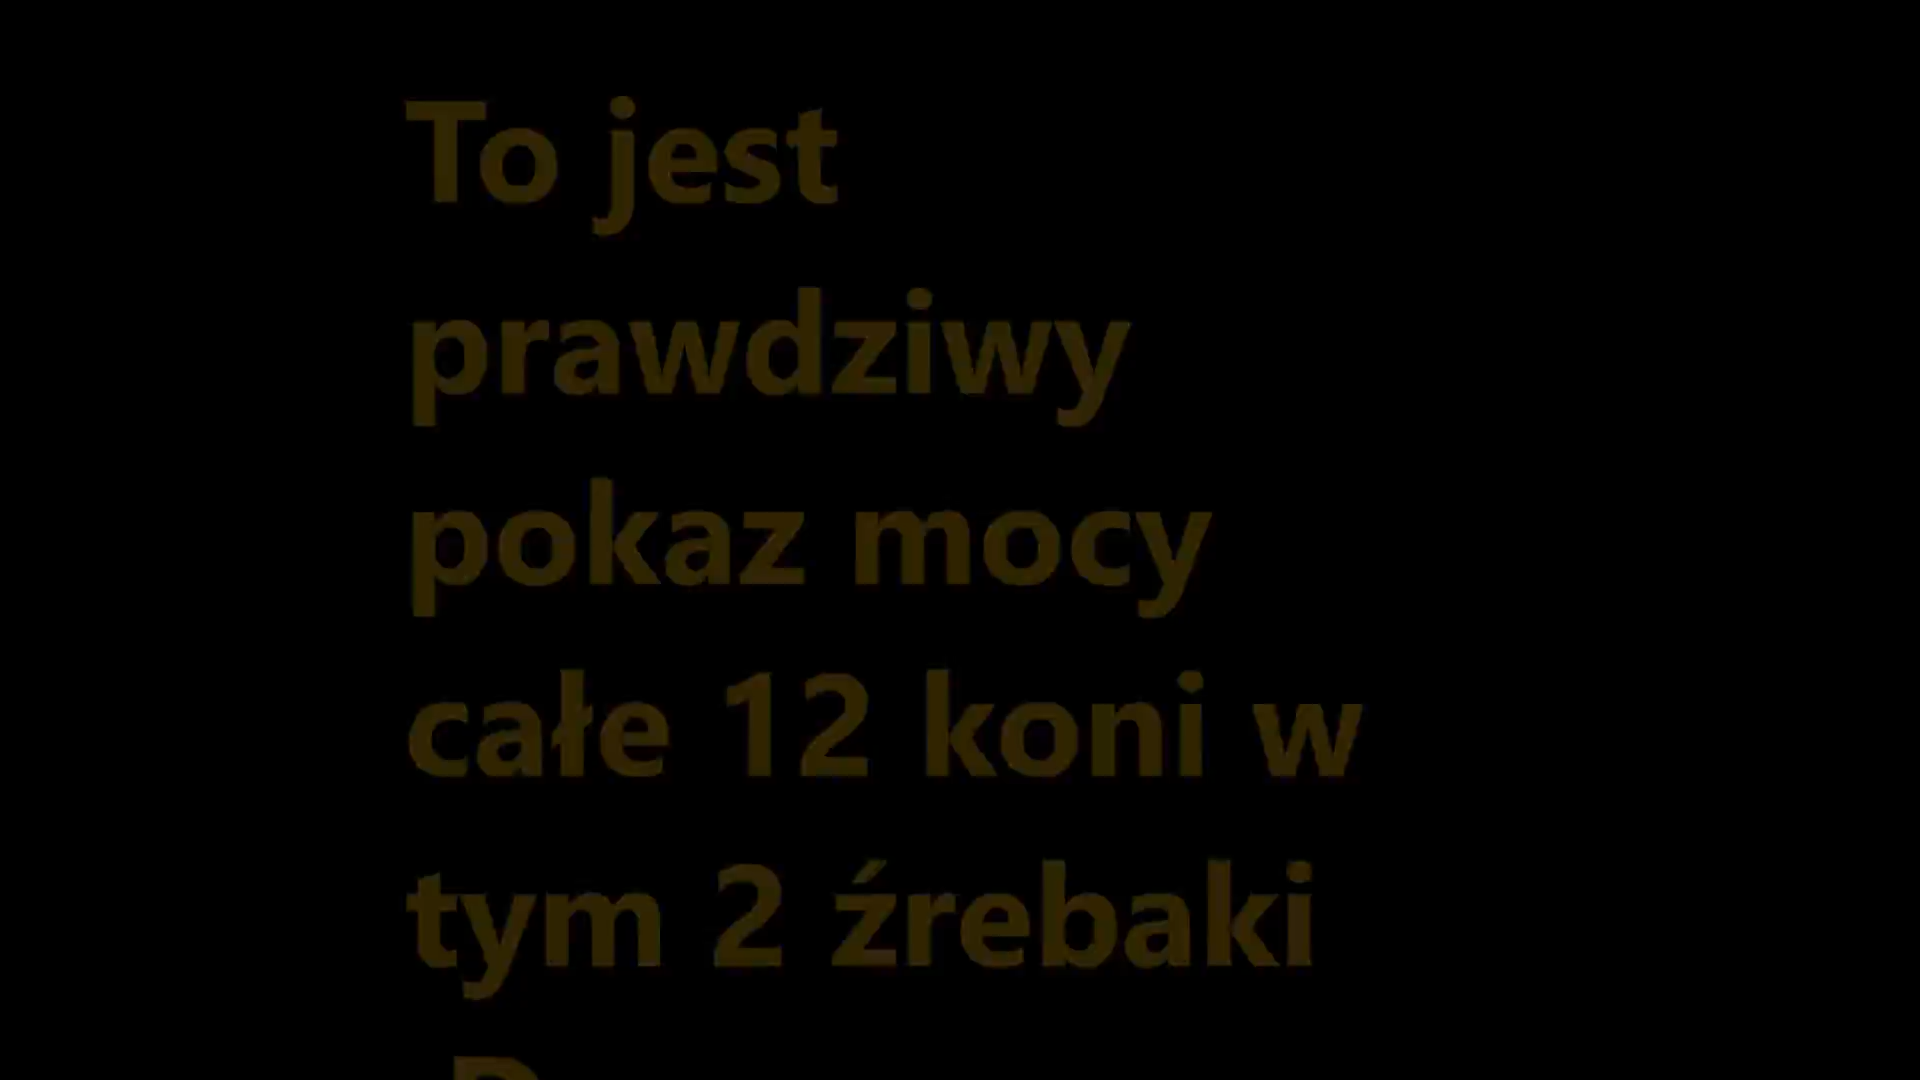 To jest
prawdziwy
pokaz mocy
całe 12 koni w
tym 2 źrebaki